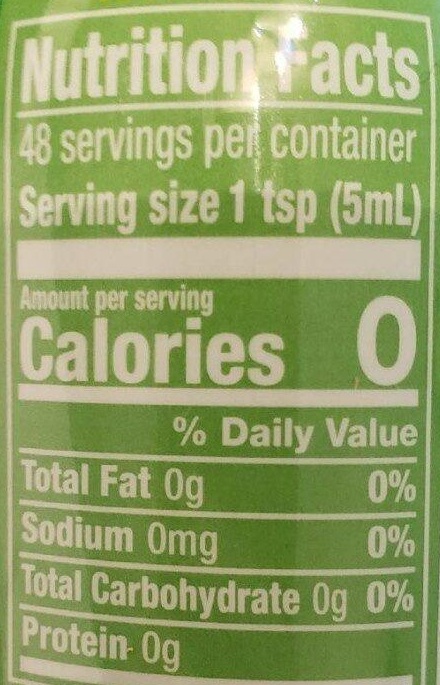 Nutrition Facts
48 servings per container
Serving size 1 tsp (5mL)
Amount per serving
Calories 0
% Daily Value
Total Fat 0g 0%
Sodium 0mg 0%
Total Carbohydrate 0g 0%
Protein 0g